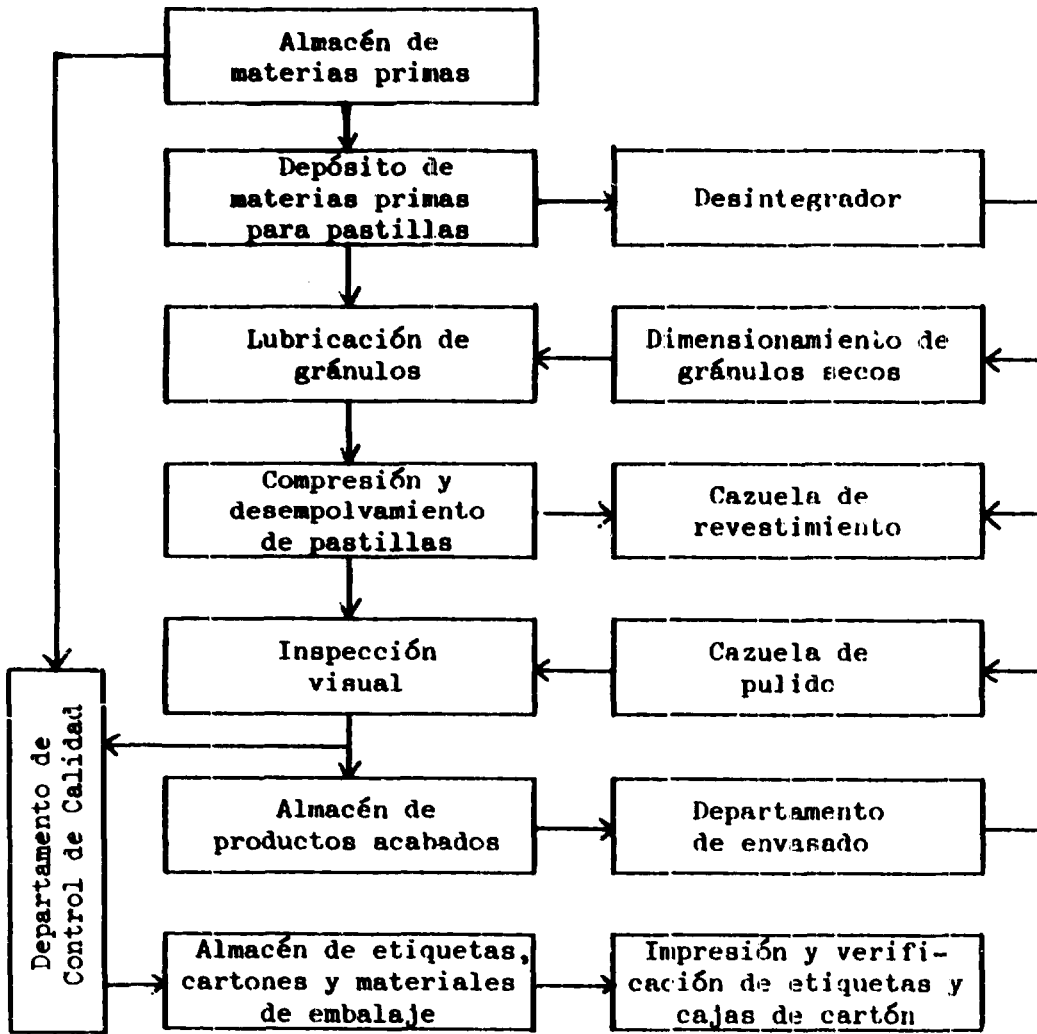 Almacén de
materias primas
Depósito de
materias primas
para pastillas
Desintegrador
Lubricación de
gránulos
Dimensionamiento de
gránulos secos
Compresión y
desempolvamiento
de pastillas
Cazuela de
revestimiento
Inspección
visual
Cazuela de
pulido
Departamento de
Control de Calidad
Almacén de
productos acabados
Departamento
de envasado
Almacén de etiquetas,
cartones y materiales
de embalaje
Impresión y verifi-
cación de etiquetas y
cajas de cartón